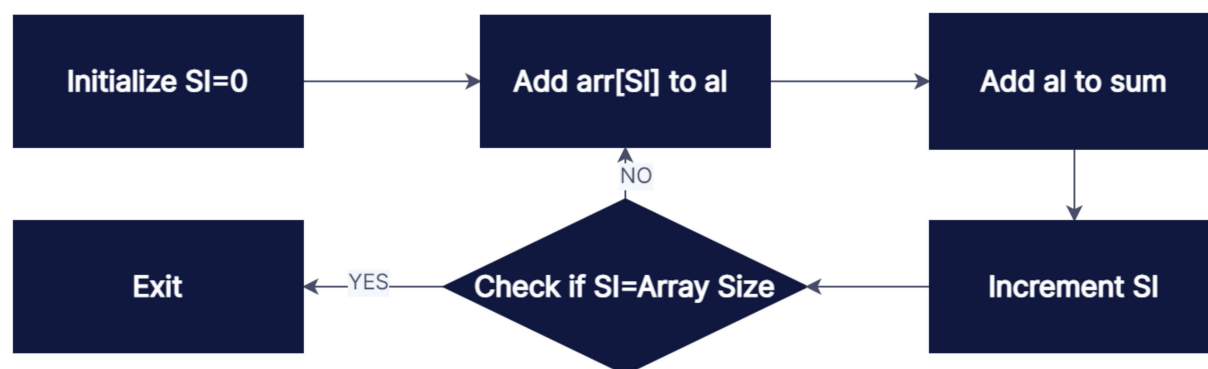 Initialize SI=0
Add arr[SI] to al
Add al to sum
NO
Exit
YES
Check if SI=Array Size
Increment SI